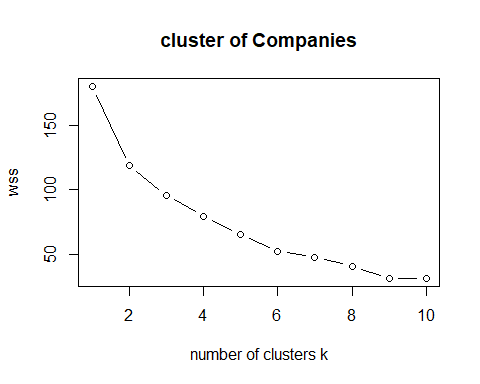 cluster of Companies
wss
150
100
50
2 4 6 8 10
number of clusters k